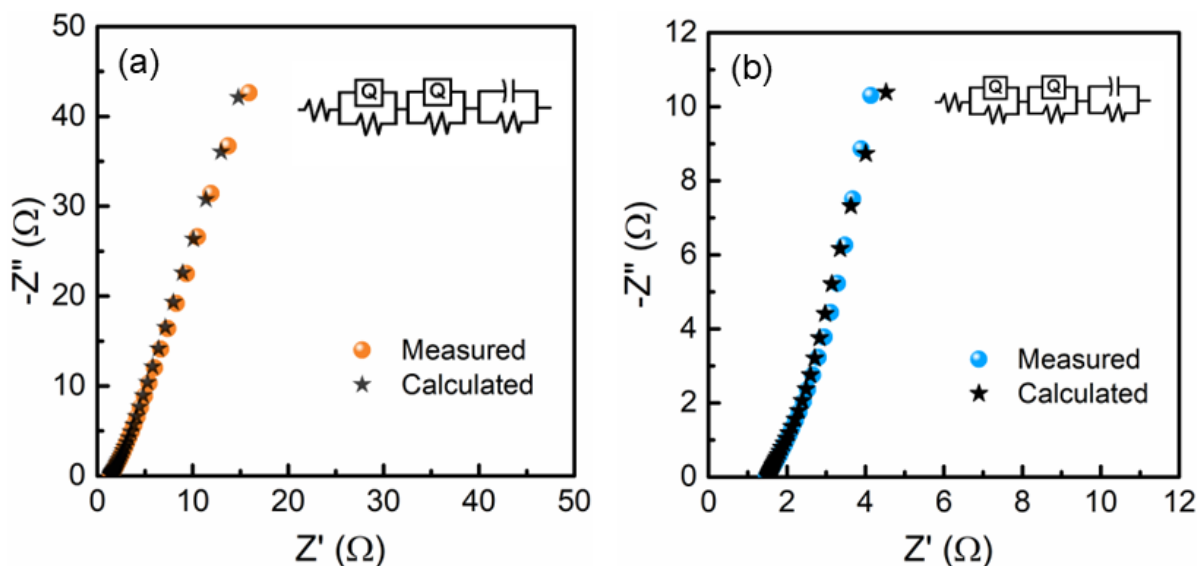 (a)
50
40
30
20
10
0
-Z" (Ω)
Q Q
Measured
Calculated
0 10 20 30 40 50
Z' (Ω)
(b)
12
10
8
6
4
2
0
-Z" (Ω)
Q Q
Measured
Calculated
0 2 4 6 8 10 12
Z' (Ω)